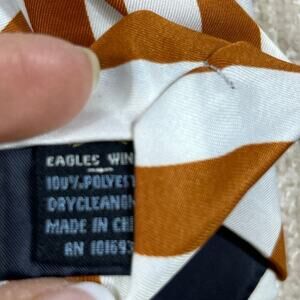 EAGLES WIN
100% POLYEST
DRYCLEANON
MADE IN CHI
RN 101693